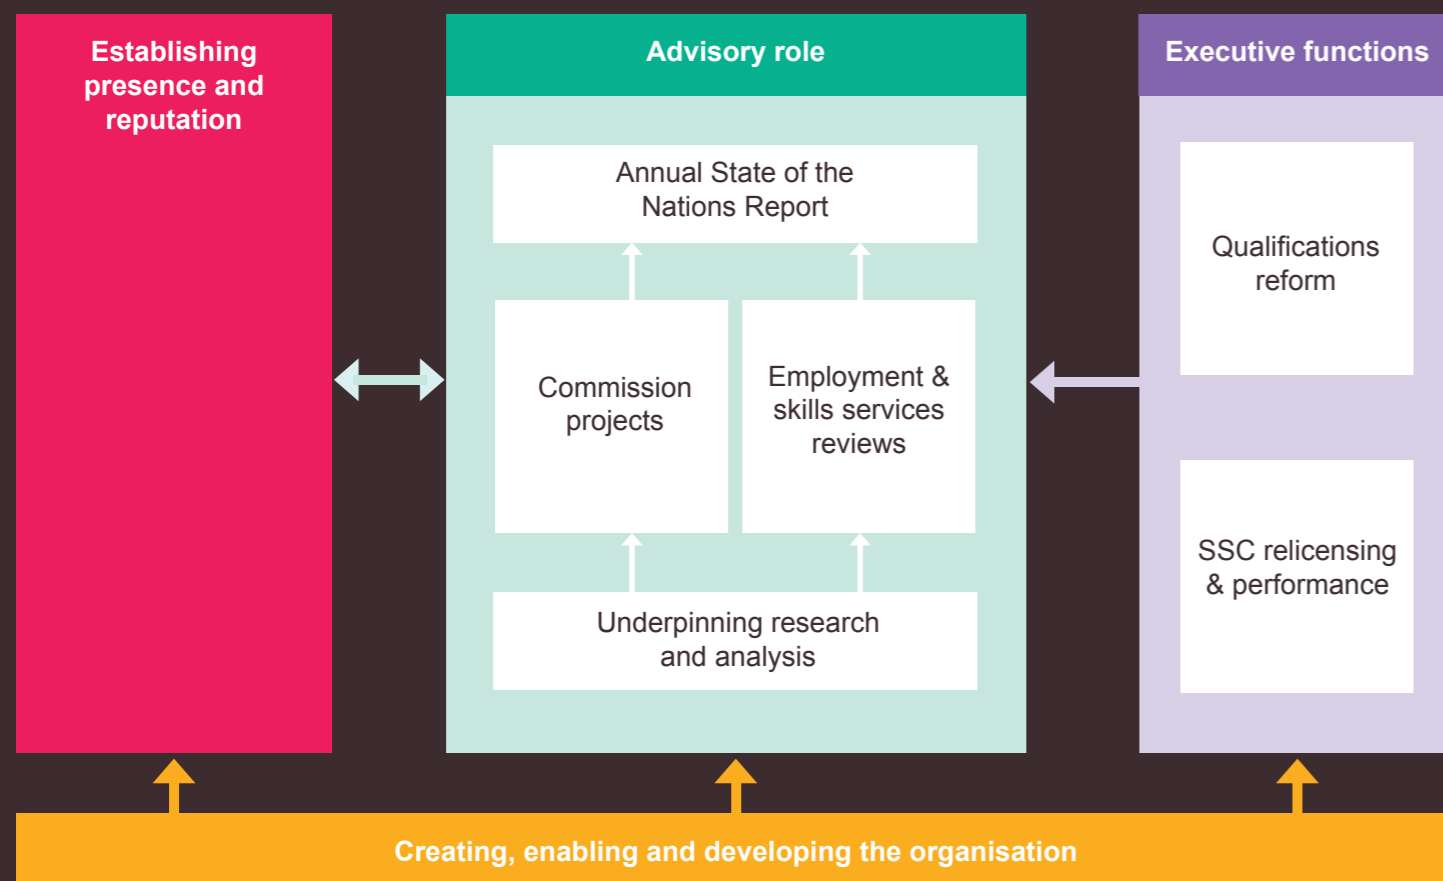 Establishing
presence and
reputation
Advisory role
Annual State of the
Nations Report
Commission
projects
Employment &
skills services
reviews
Underpinning research
and analysis
Executive functions
Qualifications
reform
SSC relicensing
& performance
Creating, enabling and developing the organisation